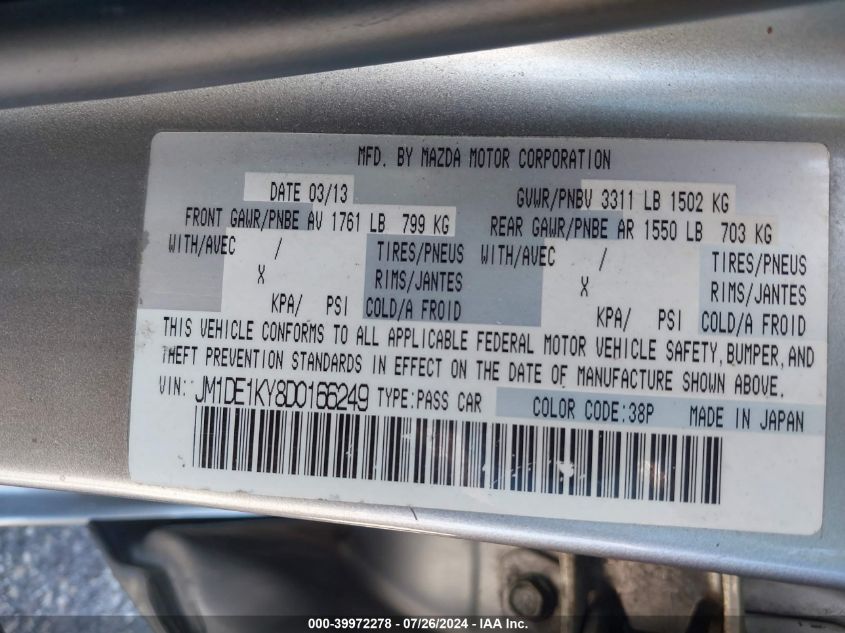 MFD. BY MAZDA MOTOR CORPORATION
DATE 03/13 GVWR/PNBV 3311 LB 1502 KG
FRONT GAWR/PNBE AV 1761 LB 799 KG REAR GAWR/PNBE AR 1550 LB 703 KG
WITH/AVEC / TIRES/PNEUS WITH/AVEC / TIRES/PNEUS
X RIMS/JANTES X RIMS/JANTES
KPA/ PSI COLD/A FROID KPA/ PSI COLD/A FROID
THIS VEHICLE CONFORMS TO ALL APPLICABLE FEDERAL MOTOR VEHICLE SAFETY, BUMPER, AND
THEFT PREVENTION STANDARDS IN EFFECT ON THE DATE OF MANUFACTURE SHOWN ABOVE.
VIN: JM1DE1KY8D0166249 TYPE:PASS CAR COLOR CODE:38P MADE IN JAPAN
000-39972278 - 07/26/2024 - IAA Inc.